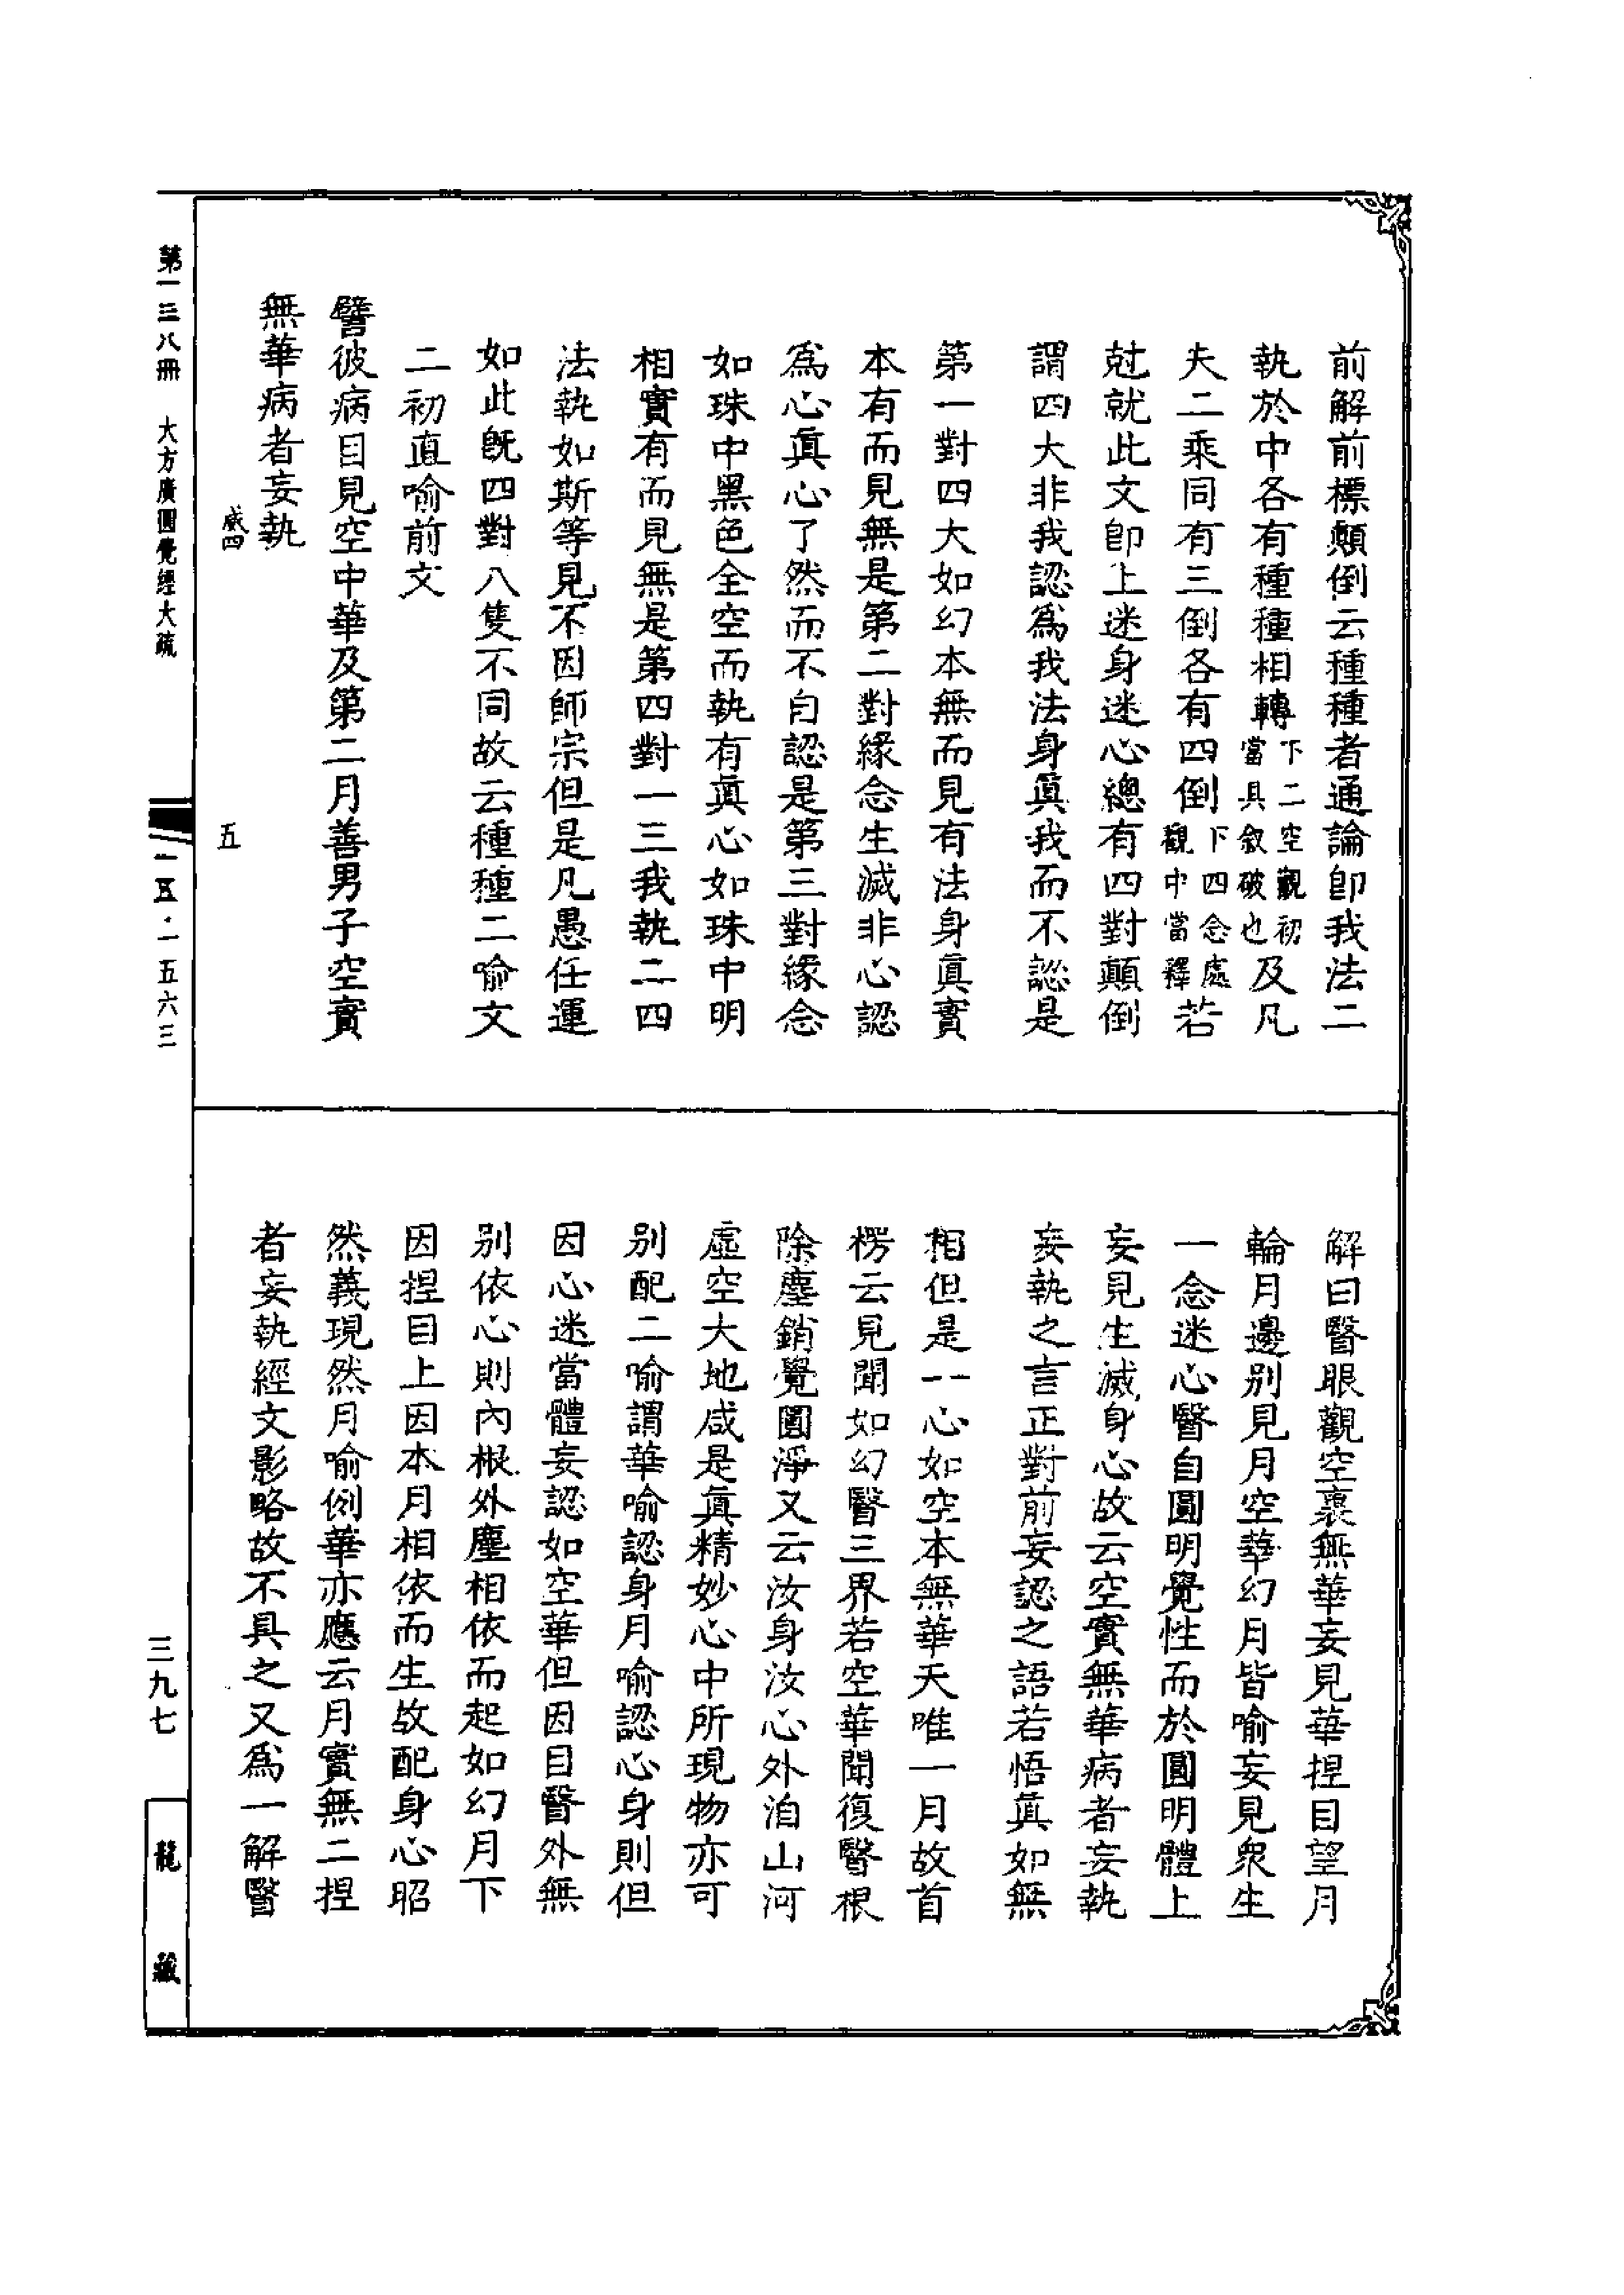 前解前標顛倒云種種者通論卽我法二
執於中各有種種相轉下二空觀初當具敘破也及凡
夫二乘同有三倒各有四倒下四念處觀中當釋若
尅就此文卽上迷身迷心總有四對顛倒
謂四大非我認爲我法身眞我而不認是
第一對四大如幻本無而見有法身眞實
本有而見無是第二對緣念生滅非心認
爲心眞心了然而不自認是第三對緣念
如珠中黑色全空而執有眞心如珠中明
相實有而見無是第四對一三我執二四
法執如斯等見不因師宗但是凡愚任運
如此旣四對八隻不同故云種種二喻文
二初直喻前文
譬彼病目見空中華及第二月善男子空實
無華病者妄執
解曰瞖眼觀空裏無華妄見華捏目望月
輪月邊別見月空華幻月皆喻妄見衆生
一念迷心瞖自圓明覺性而於圓明體上
妄見生滅身心故云空實無華病者妄執
妄執之言正對前妄認之語若悟眞如無
相但是一心如空本無華天唯一月故首
楞云見聞如幻瞖三界若空華聞復瞖根
除塵銷覺圓淨又云汝身汝心外洎山河
虛空大地咸是眞精妙心中所現物亦可
別配二喻謂華喻認身月喻認心身則但
因心迷當體妄認如空華但因目瞖外無
別依心則內根外塵相依而起如幻月下
因捏目上因本月相依而生故配身心昭
然義現然月喻例華亦應云月實無二捏
者妄執經文影略故不具之又爲一解瞖
威四
五
第一三八冊　大方廣圓覺經大疏
一五・一五六三
三九七
龍藏